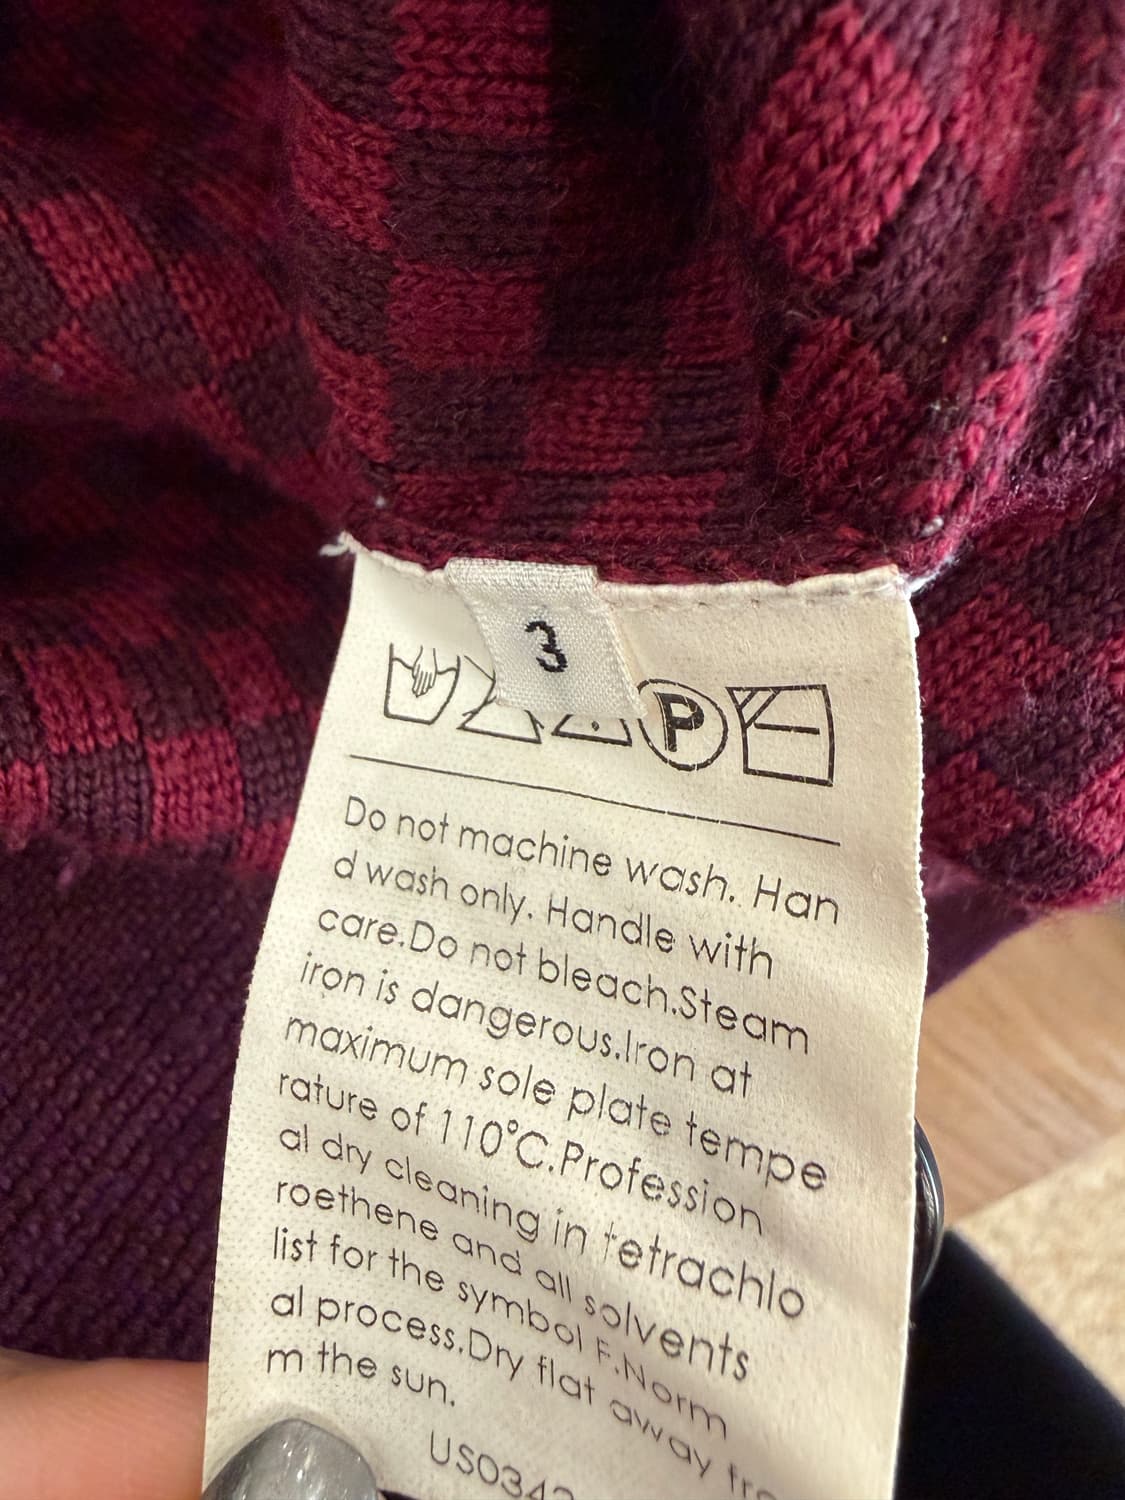 3
P
Do not machine wash. Han
d wash only. Handle with
care.Do not bleach.Steam
iron is dangerous.Iron at
maximum sole plate tempe
rature of 110°C.Profession
al dry cleaning in tetrachlo
roethene and all solvents
list for the symbol F.Norm
al process.Dry flat away fro
m the sun.